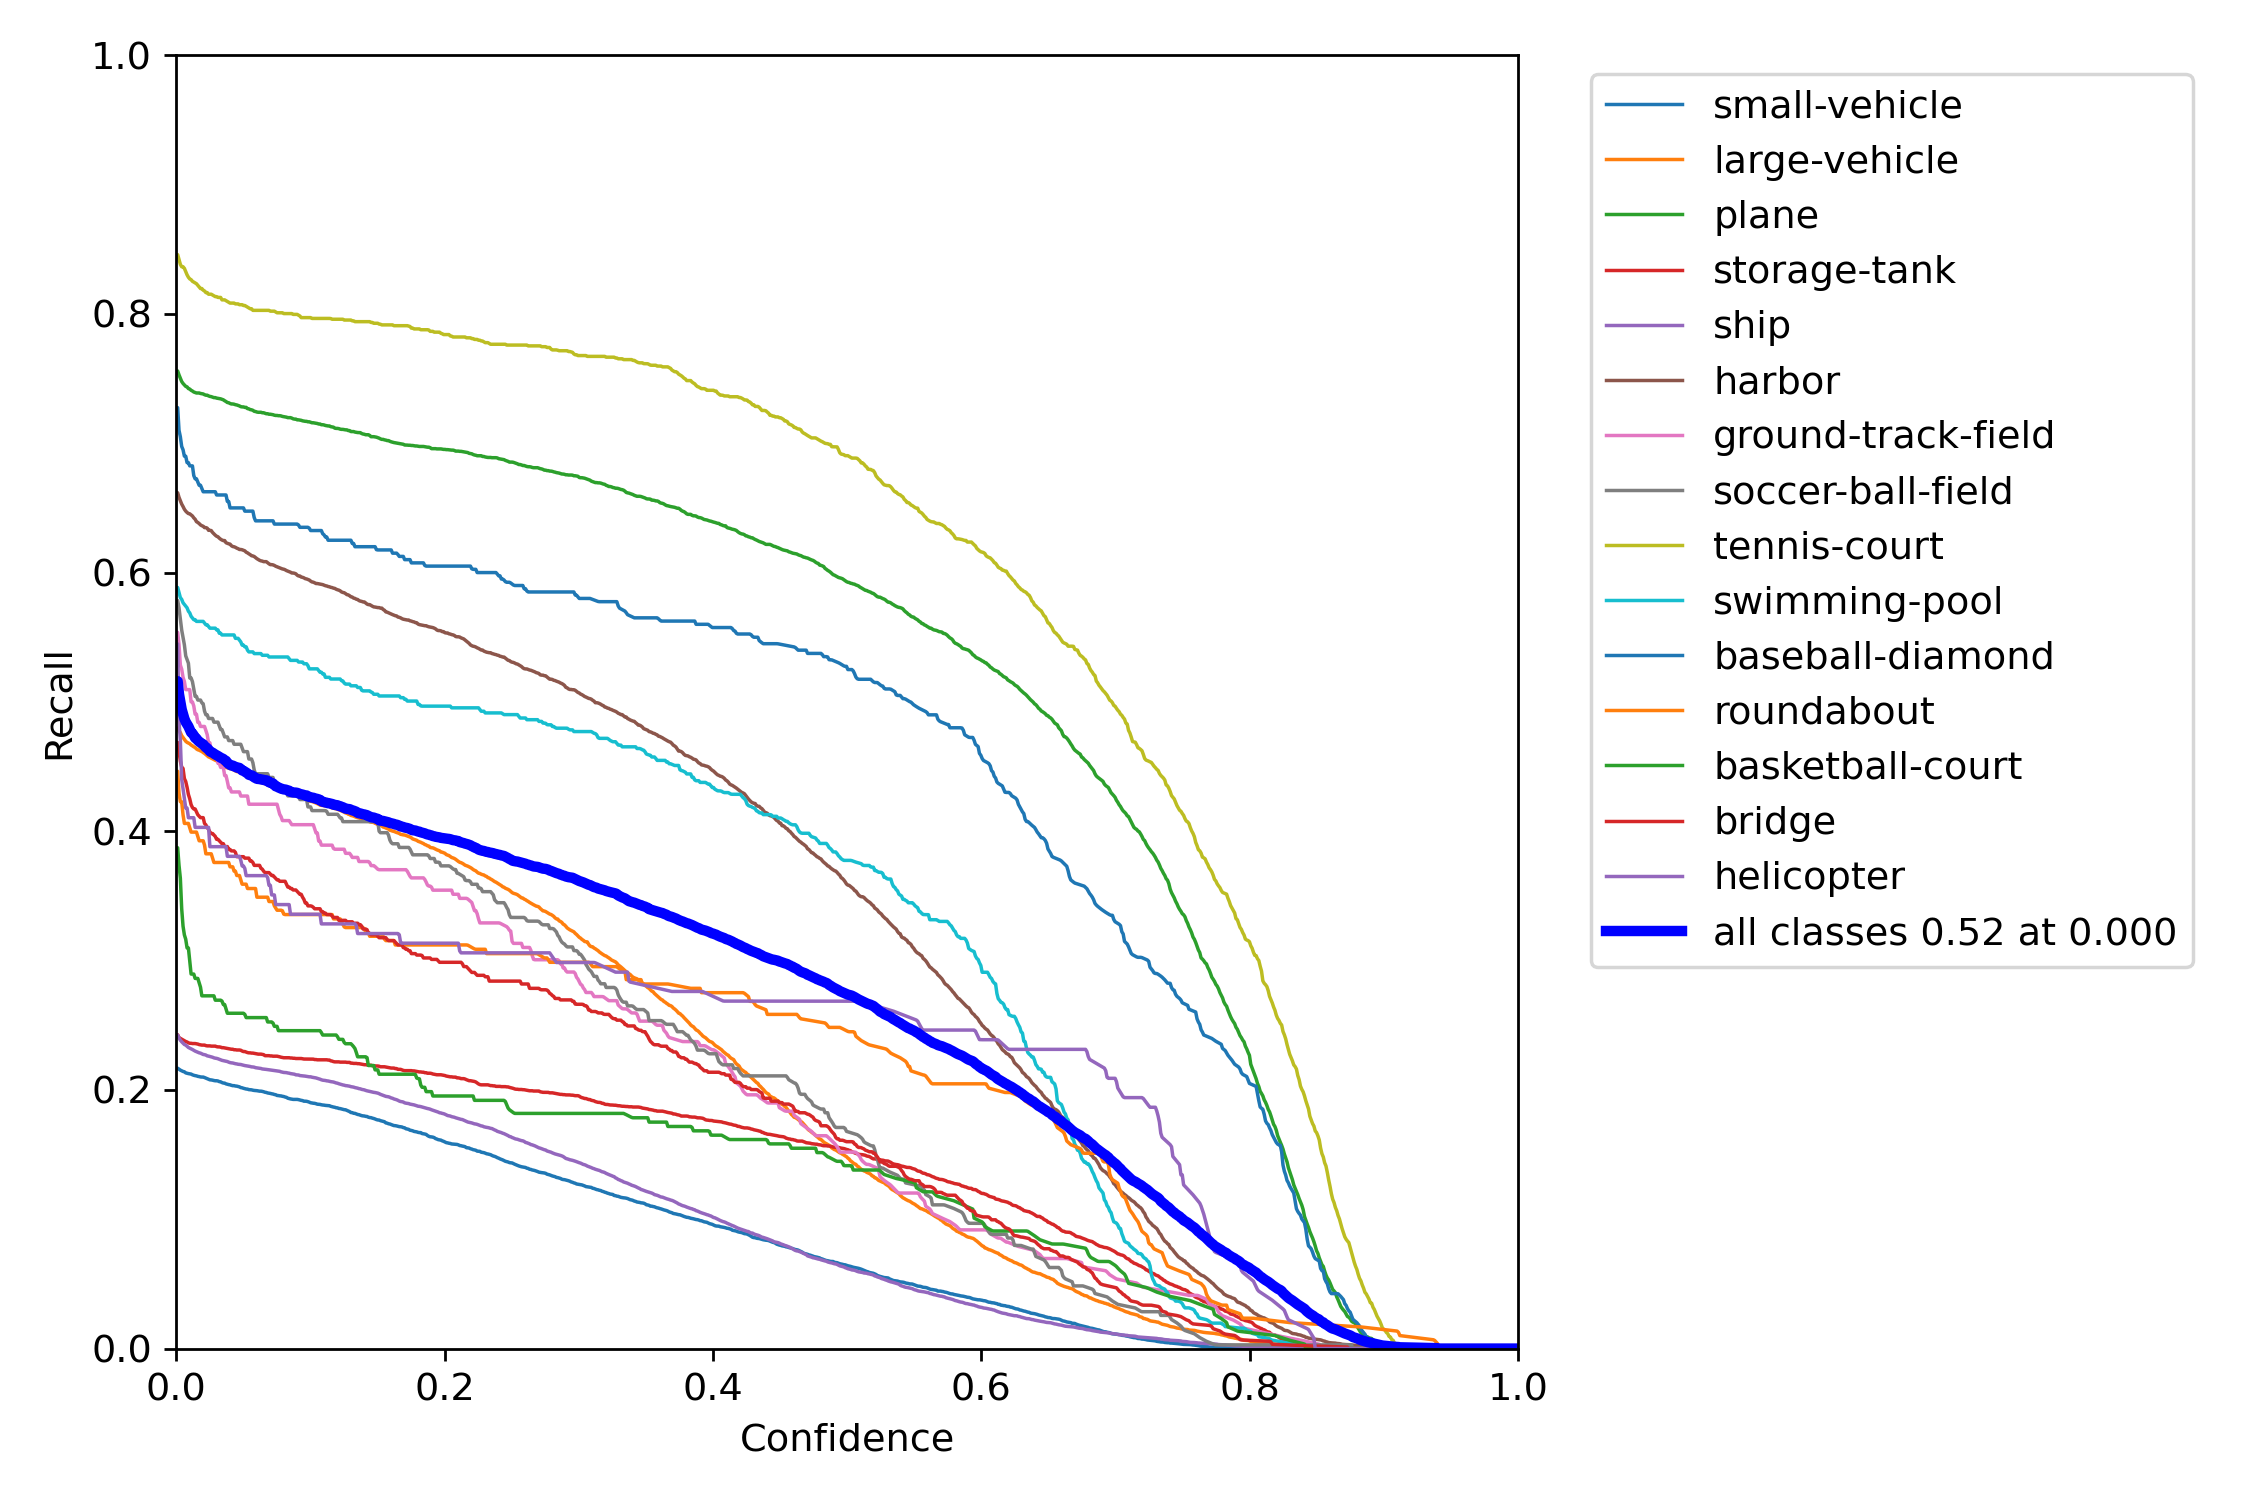 1.0
0.8
0.6
0.4
0.2
0.0
Recall
0.0 0.2 0.4 0.6 0.8 1.0
Confidence
small-vehicle
large-vehicle
plane
storage-tank
ship
harbor
ground-track-field
soccer-ball-field
tennis-court
swimming-pool
baseball-diamond
roundabout
basketball-court
bridge
helicopter
all classes 0.52 at 0.000